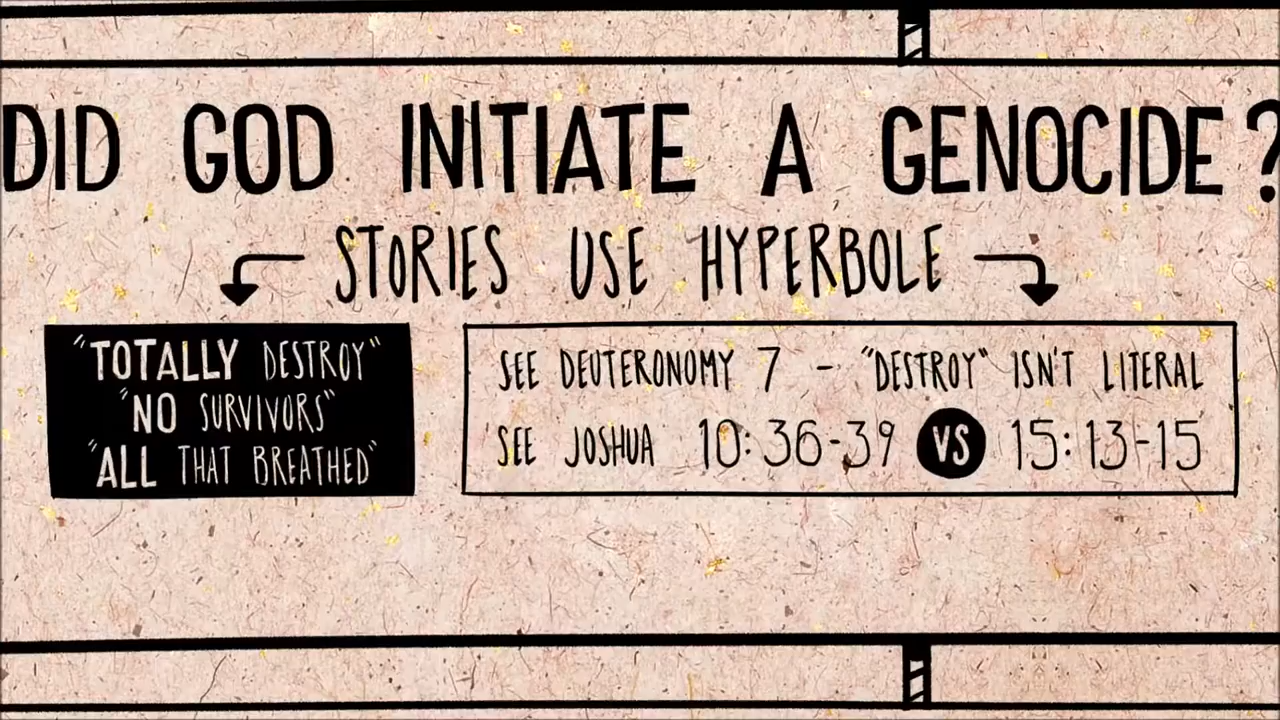 DID GOD INITIATE A GENOCIDE?
STORIES USE HYPERBOLE
"TOTALLY DESTROY"
"NO SURVIVORS"
"ALL THAT BREATHED"
SEE DEUTERONOMY 7 - "DESTROY" ISN'T LITERAL
SEE JOSHUA 10:36-39 VS 15:13-15